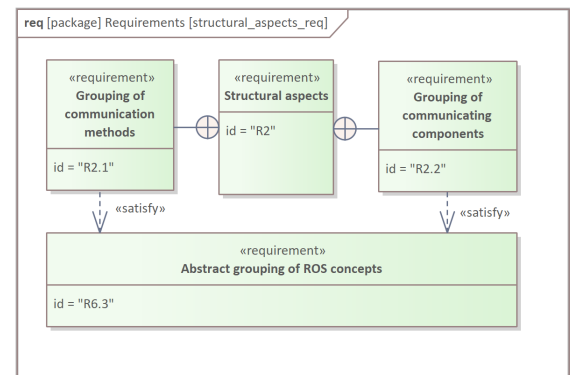 req [package] Requirements [structural_aspects_req]
«requirement»
Grouping of
communication
methods
id = "R2.1"
«requirement»
Structural aspects
id = "R2"
«requirement»
Grouping of
communicating
components
id = "R2.2"
«satisfy»
«satisfy»
«requirement»
Abstract grouping of ROS concepts
id = "R6.3"